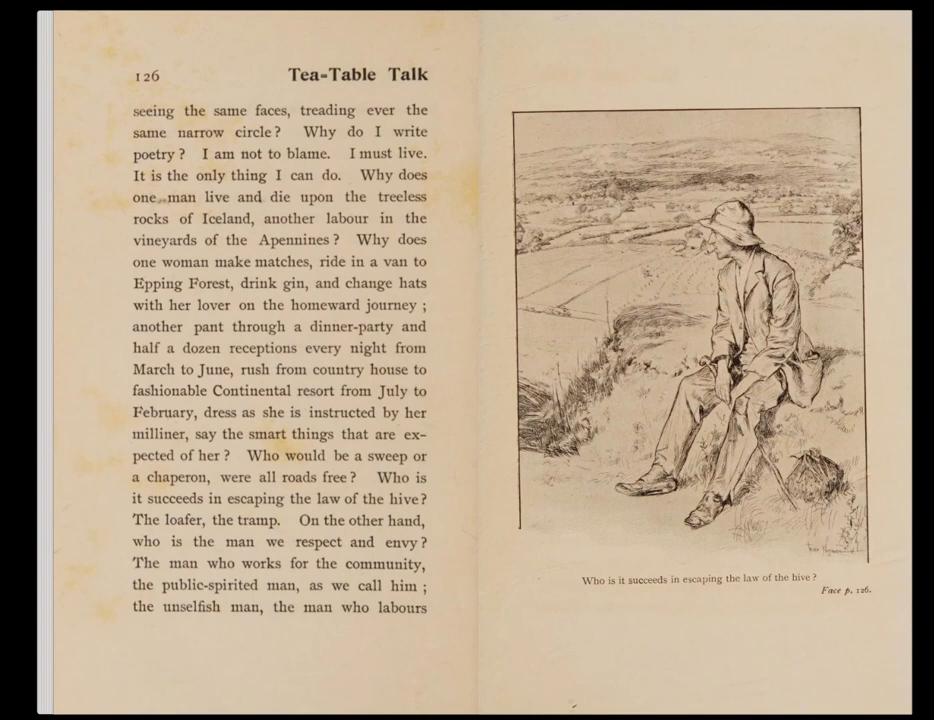 126 Tea-Table Talk
seeing the same faces, treading ever the
same narrow circle? Why do I write
poetry? I am not to blame. I must live.
It is the only thing I can do. Why does
one man live and die upon the treeless
rocks of Iceland, another labour in the
vineyards of the Apennines? Why does
one woman make matches, ride in a van to
Epping Forest, drink gin, and change hats
with her lover on the homeward journey;
another pant through a dinner-party and
half a dozen receptions every night from
March to June, rush from country house to
fashionable Continental resort from July to
February, dress as she is instructed by her
milliner, say the smart things that are ex-
pected of her? Who would be a sweep or
a chaperon, were all roads free? Who is
it succeeds in escaping the law of the hive?
The loafer, the tramp. On the other hand,
who is the man we respect and envy?
The man who works for the community,
the public-spirited man, as we call him;
the unselfish man, the man who labours
Who is it succeeds in escaping the law of the hive?
Face p. 126.